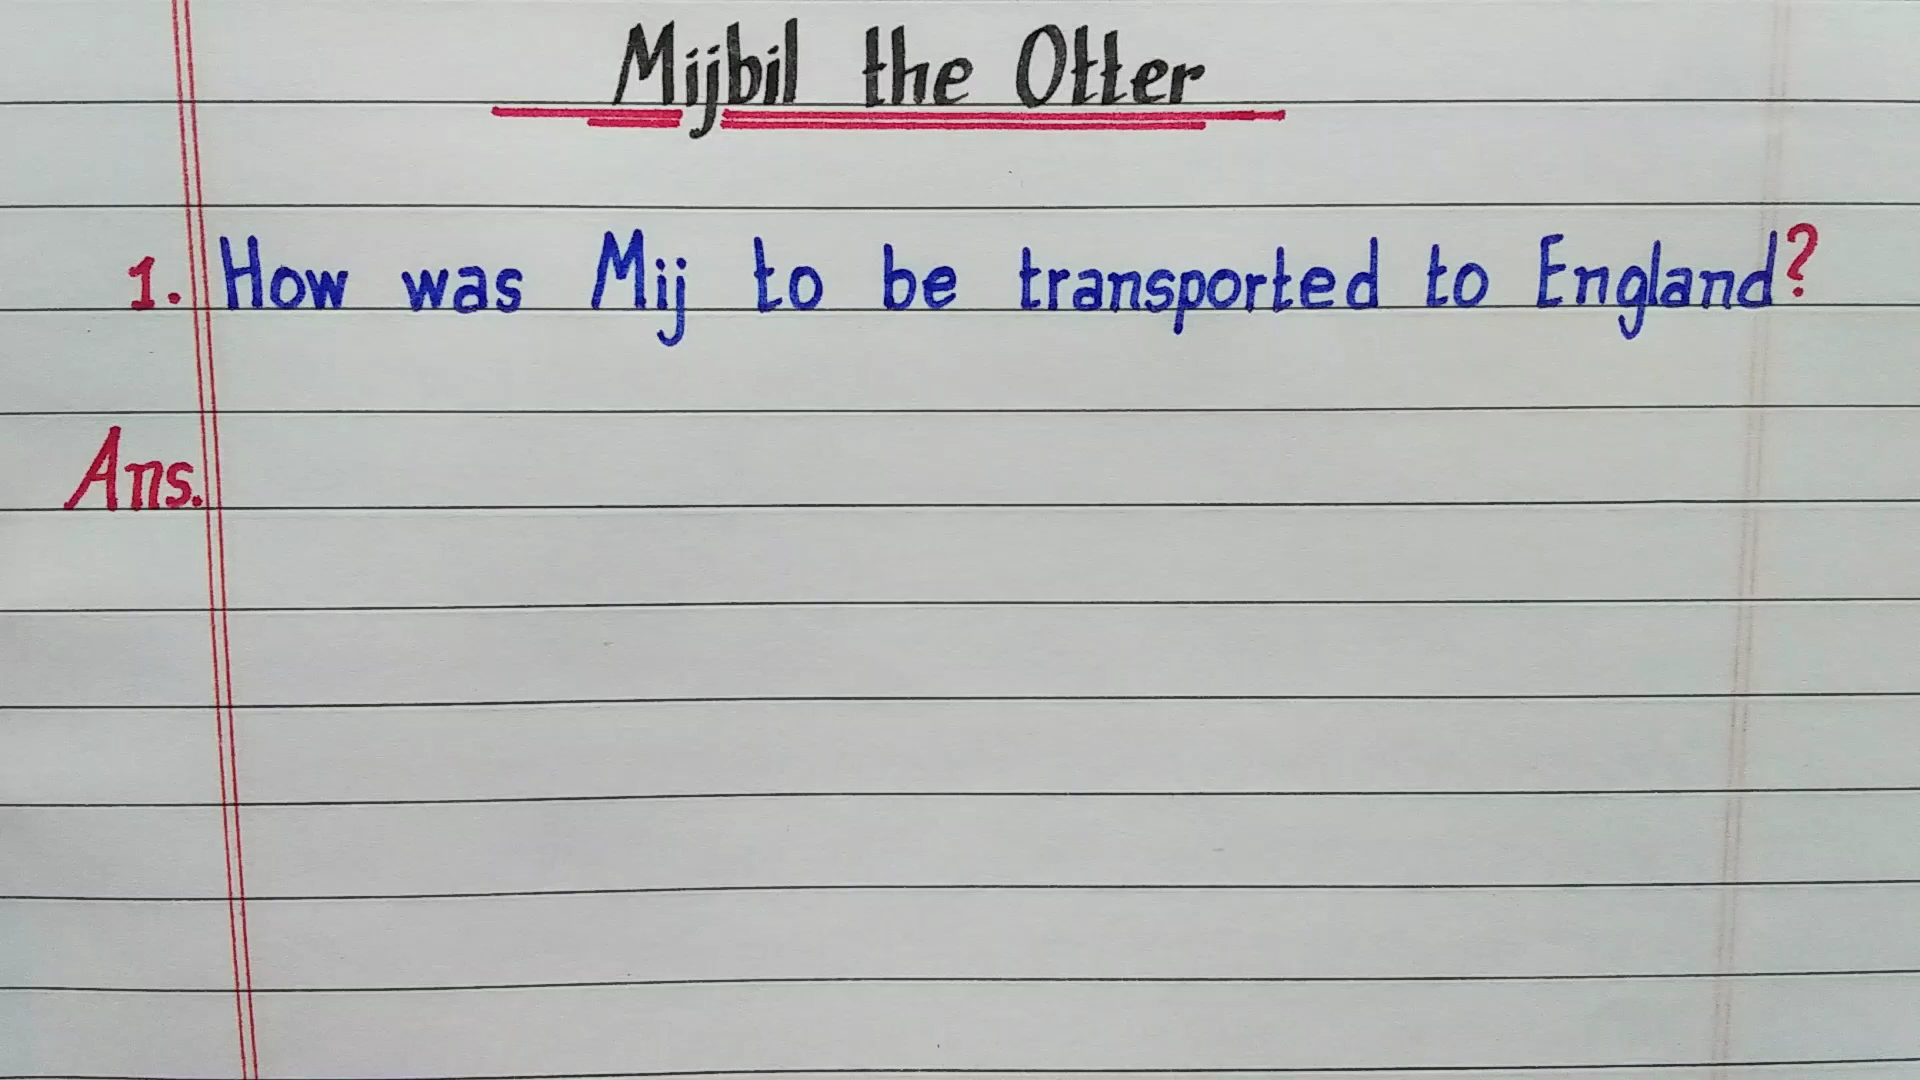 Mijbil the Otter
1. How was Mij to be transported to England?
Ans.